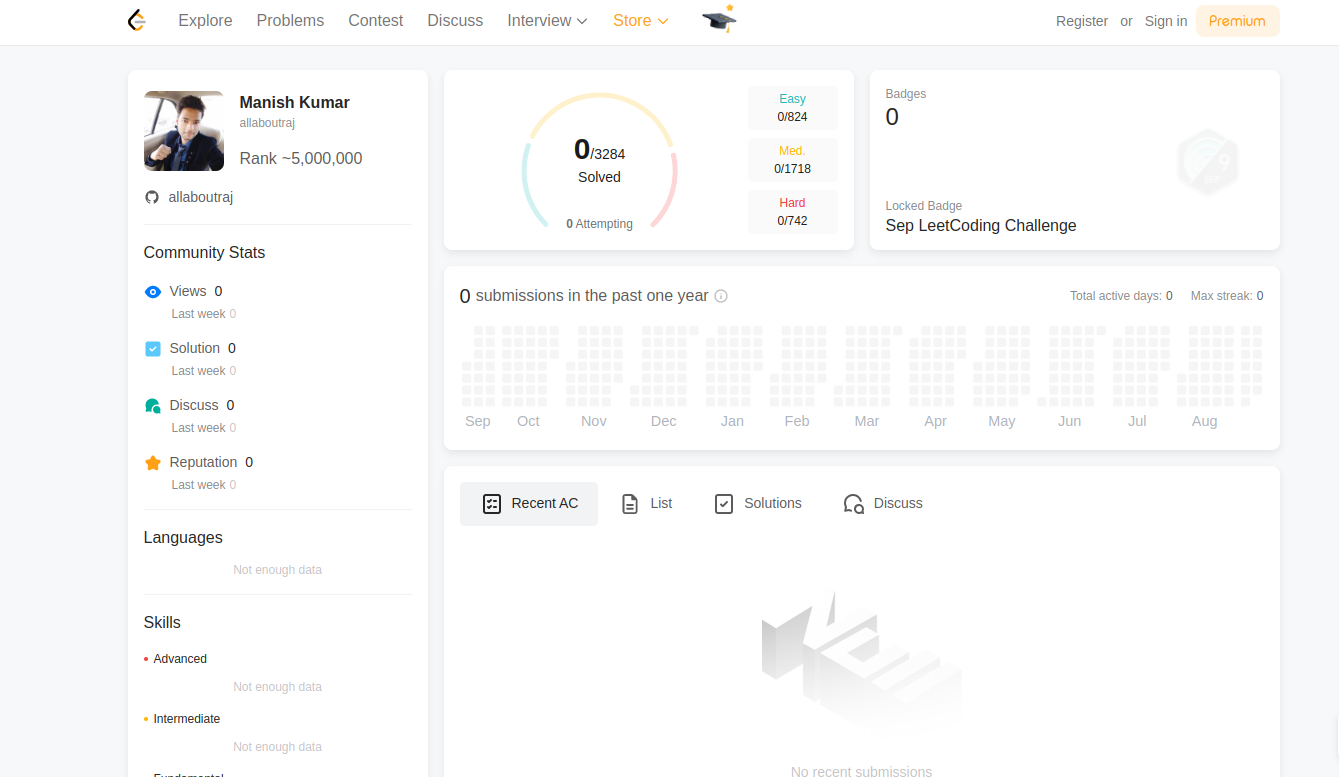 Explore Problems Contest Discuss Interview Store Register or Sign in Premium
Manish Kumar
allaboutraj
Rank ~5,000,000
allaboutraj
Community Stats
Views 0
Last week 0
Solution 0
Last week 0
Discuss 0
Last week 0
Reputation 0
Last week 0
Languages
Not enough data
Skills
Advanced
Not enough data
Intermediate
Not enough data
Fundamental
0/3284
Solved
0 Attempting
Easy
0/824
Med.
0/1718
Hard
0/742
Badges
0
Locked Badge
Sep LeetCoding Challenge
0 submissions in the past one year
Total active days: 0 Max streak: 0
Sep Oct Nov Dec Jan Feb Mar Apr May Jun Jul Aug
Recent AC List Solutions Discuss
No recent submissions